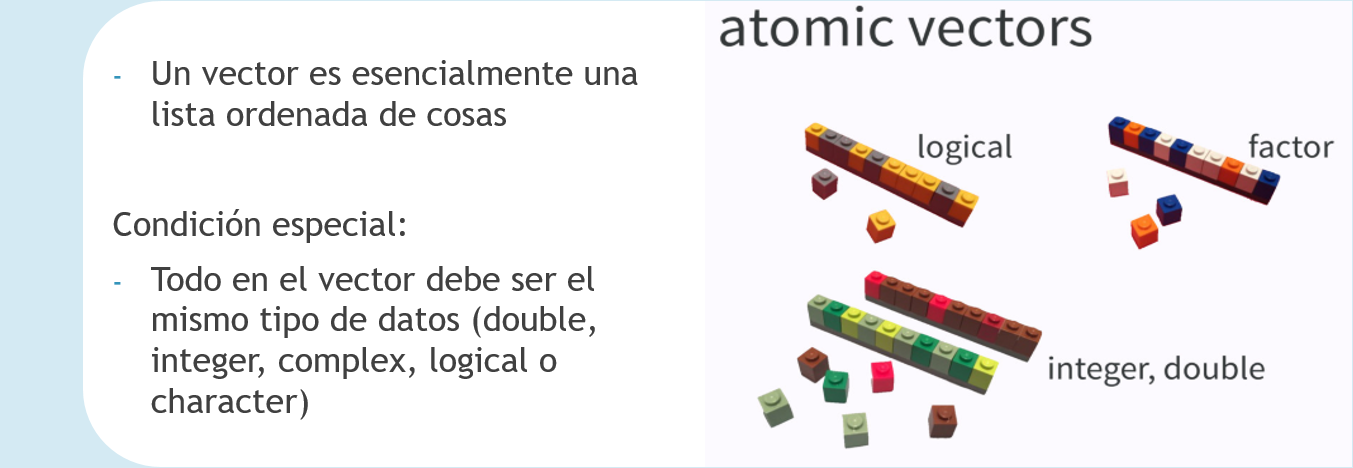 - Un vector es esencialmente una
lista ordenada de cosas
Condición especial:
- Todo en el vector debe ser el
mismo tipo de datos (double,
integer, complex, logical o
character)
atomic vectors
logical
factor
integer, double